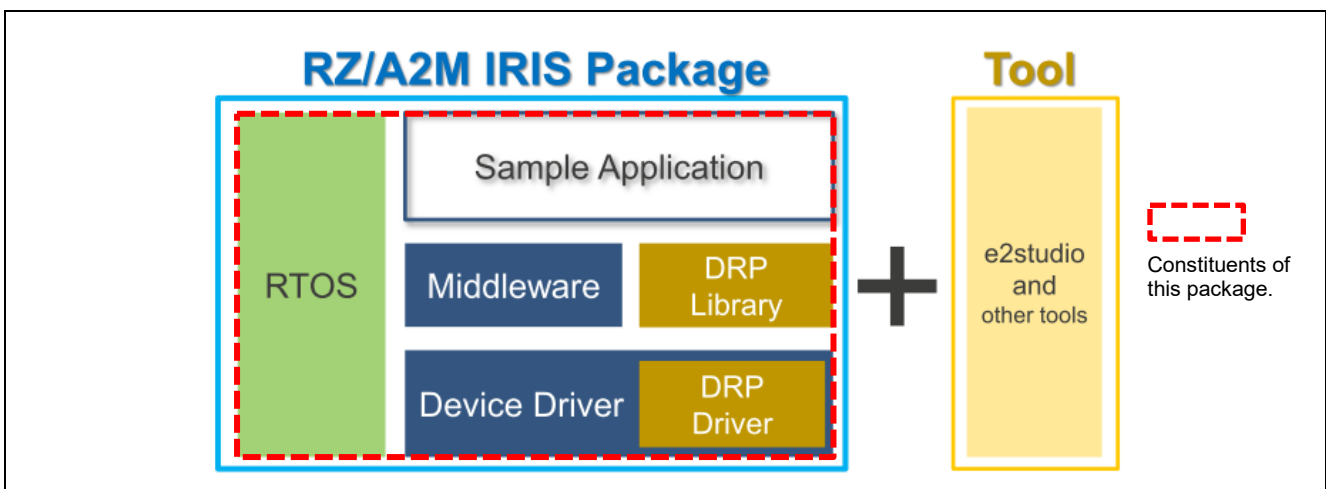 RZ/A2M IRIS Package
Tool
RTOS
Sample Application
Middleware
DRP
Library
Device Driver
DRP
Driver
+
e2studio
and
other tools
Constituents of
this package.